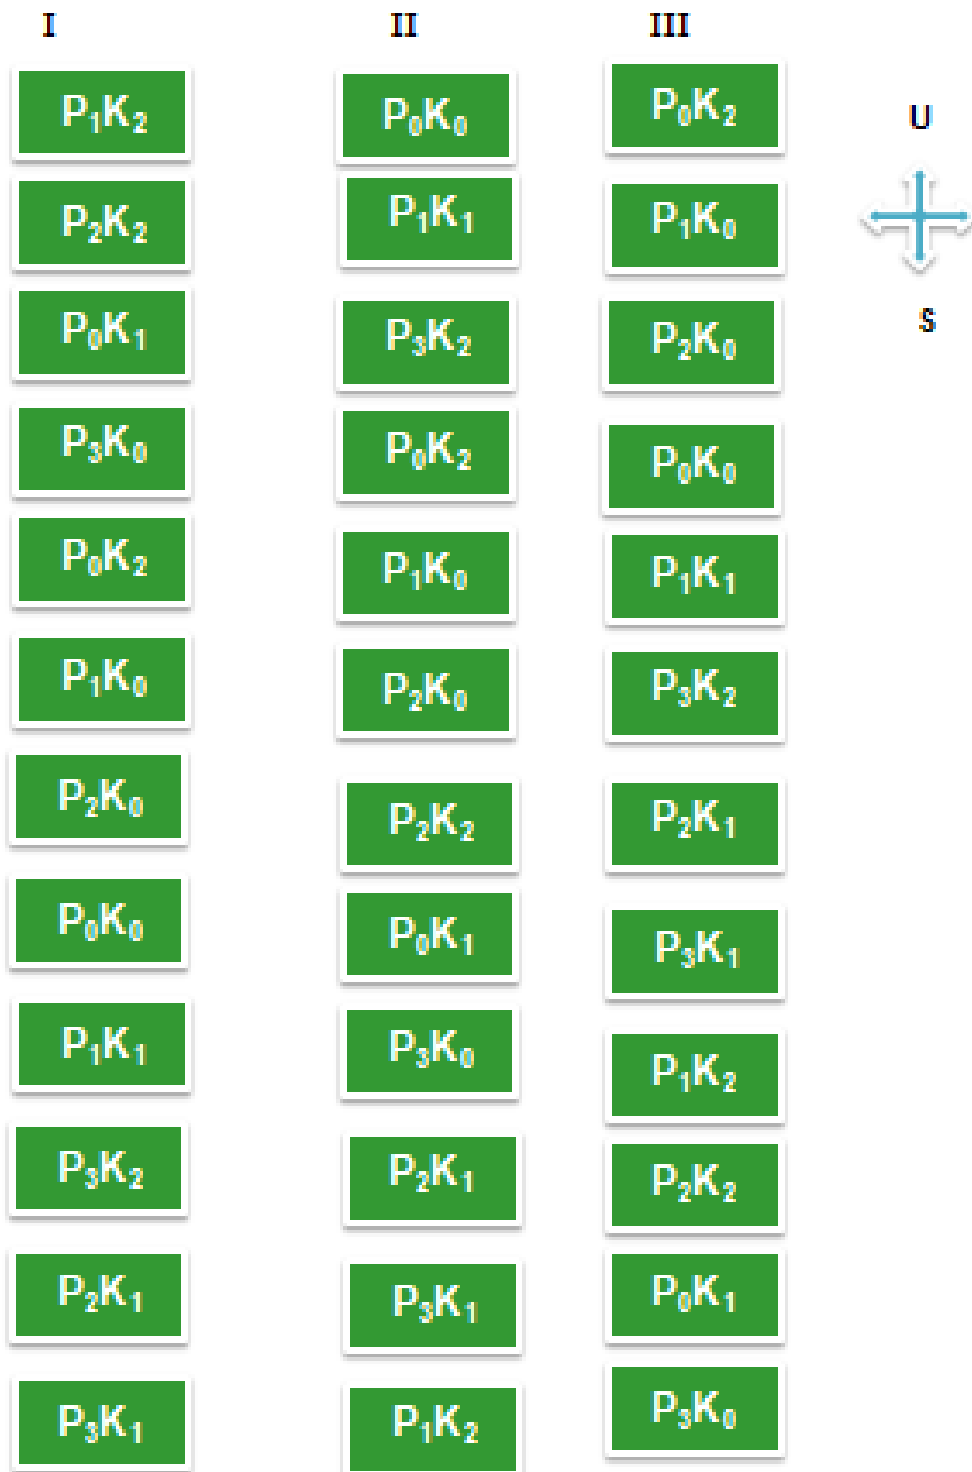 I II III
P₁K₂ P₀K₀ P₀K₂ U
P₂K₂ P₁K₁ P₁K₀
P₀K₁ P₃K₂ P₂K₀ S
P₃K₀ P₀K₂ P₀K₀
P₀K₂ P₁K₀ P₁K₁
P₁K₀ P₂K₀ P₃K₂
P₂K₀ P₂K₂ P₂K₁
P₀K₀ P₀K₁ P₃K₁
P₁K₁ P₃K₀ P₁K₂
P₃K₂ P₂K₁ P₂K₂
P₂K₁ P₃K₁ P₀K₁
P₃K₁ P₁K₂ P₃K₀